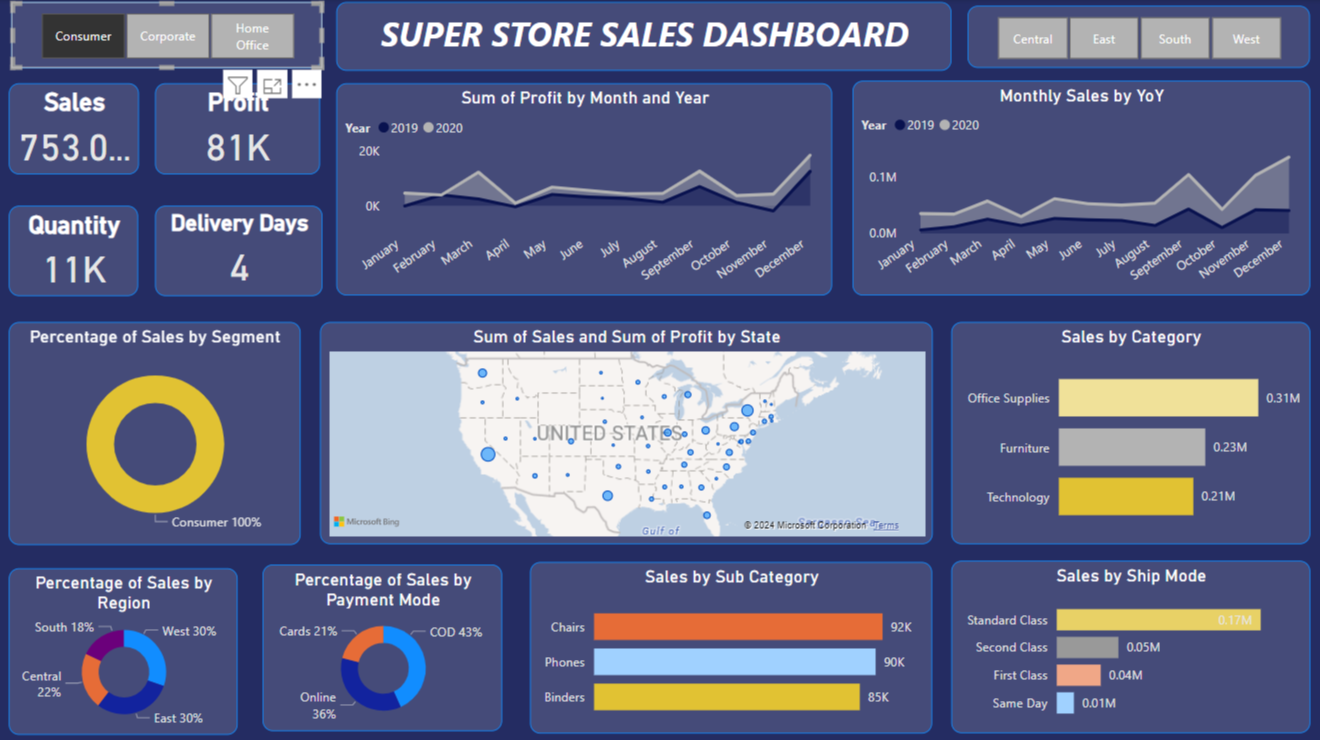 Consumer
Corporate
Home
Office
SUPER STORE SALES DASHBOARD
Central
East
South
West
Sales
753.0...
Profit
81K
Quantity
11K
Delivery Days
4
Sum of Profit by Month and Year
Year 2019 2020
20K
0K
January
February
March
April
May
June
July
August
September
October
November
December
Monthly Sales by YoY
Year 2019 2020
0.1M
0.0M
January
February
March
April
May
June
July
August
September
October
November
December
Percentage of Sales by Segment
Consumer 100%
Sum of Sales and Sum of Profit by State
UNITED STATES
Microsoft Bing
Gulf of
© 2024 Microsoft Corporation Terms
Sales by Category
Office Supplies 0.31M
Furniture 0.23M
Technology 0.21M
Percentage of Sales by
Region
South 18%
West 30%
Central
22%
East 30%
Percentage of Sales by
Payment Mode
Cards 21%
COD 43%
Online
36%
Sales by Sub Category
Chairs 92K
Phones 90K
Binders 85K
Sales by Ship Mode
Standard Class 0.17M
Second Class 0.05M
First Class 0.04M
Same Day 0.01M